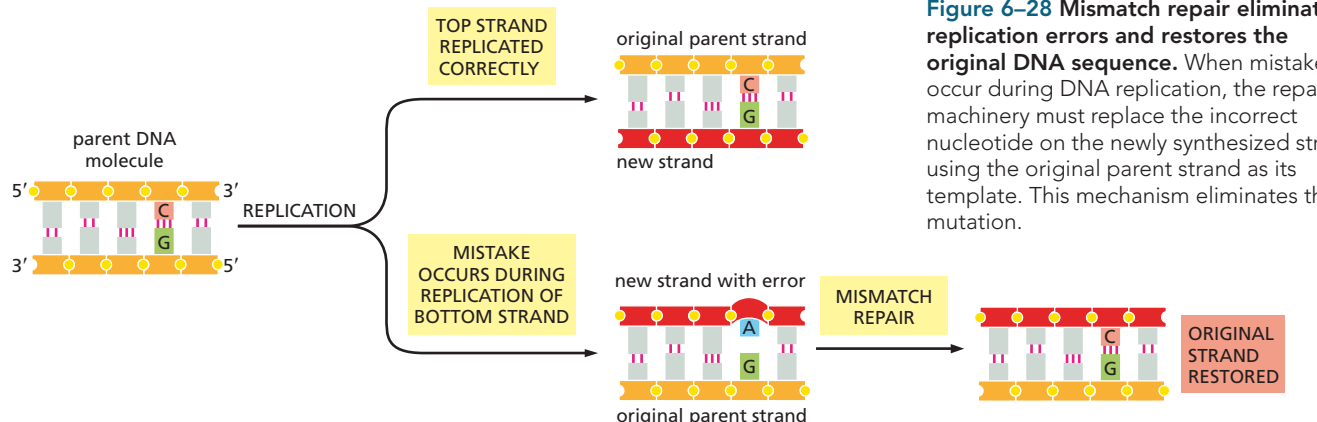 TOP STRAND
REPLICATED
CORRECTLY
original parent strand
C
G
new strand
parent DNA
molecule
5′
3′
C
G
3′
5′
REPLICATION
MISTAKE
OCCURS DURING
REPLICATION OF
BOTTOM STRAND
new strand with error
A
G
original parent strand
MISMATCH
REPAIR
C
G
ORIGINAL
STRAND
RESTORED
Figure 6–28 Mismatch repair eliminat
replication errors and restores the
original DNA sequence. When mistake
occur during DNA replication, the repa
machinery must replace the incorrect
nucleotide on the newly synthesized str
using the original parent strand as its
template. This mechanism eliminates th
mutation.